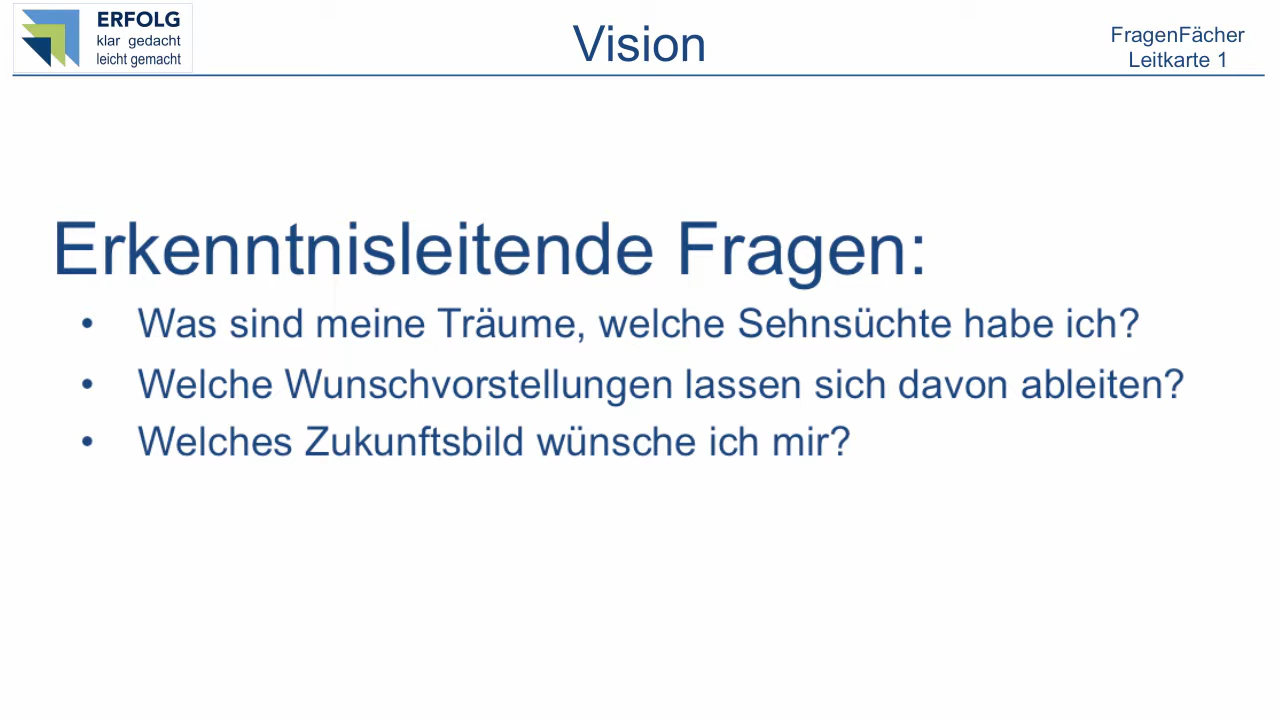 ERFOLG
klar gedacht
leicht gemacht
Vision
FragenFächer
Leitkarte 1
Erkenntnisleitende Fragen:
• Was sind meine Träume, welche Sehnsüchte habe ich?
• Welche Wunschvorstellungen lassen sich davon ableiten?
• Welches Zukunftsbild wünsche ich mir?